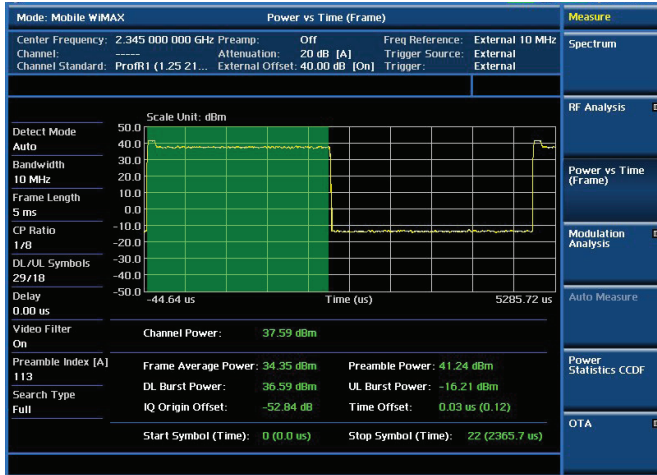 Mode: Mobile WiMAX Power vs Time (Frame) Measure
Center Frequency: 2.345 000 000 GHz Preamp: Off Freq Reference: External 10 MHz
Channel: ----- Attenuation: 20 dB [A] Trigger Source: External
Channel Standard: ProfR1 (1.25 21... External Offset: 40.00 dB [On] Trigger: External
Spectrum
RF Analysis
Power vs Time
(Frame)
Modulation
Analysis
Auto Measure
Power
Statistics CCDF
OTA
Detect Mode
Auto
Bandwidth
10 MHz
Frame Length
5 ms
CP Ratio
1/8
DL/UL Symbols
29/18
Delay
0.00 us
Video Filter
On
Preamble Index [A]
113
Search Type
Full
Scale Unit: dBm
50.0
40.0
30.0
20.0
10.0
0.0
-10.0
-20.0
-30.0
-40.0
-50.0
-44.64 us Time (us) 5285.72 us
Channel Power: 37.59 dBm
Frame Average Power: 34.35 dBm Preamble Power: 41.24 dBm
DL Burst Power: 36.59 dBm UL Burst Power: -16.21 dBm
IQ Origin Offset: -52.84 dB Time Offset: 0.03 us (0.12)
Start Symbol (Time): 0 (0.0 us) Stop Symbol (Time): 22 (2365.7 us)